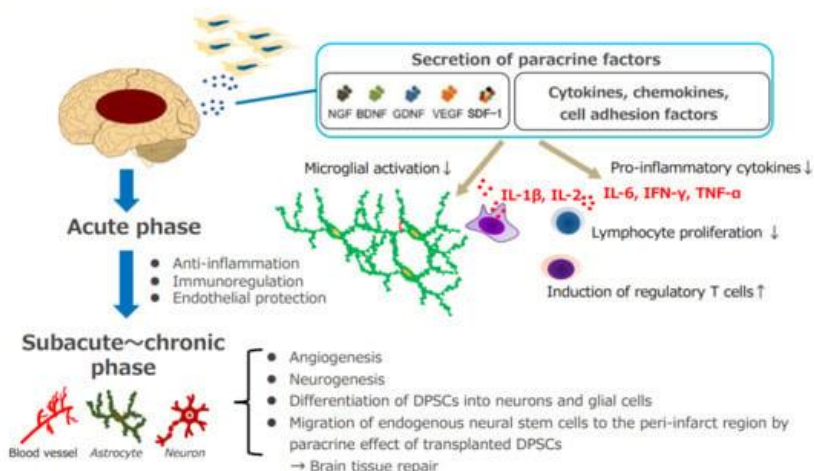 Secretion of paracrine factors
NGF BDNF GDNF VEGF SDF-1
Cytokines, chemokines,
cell adhesion factors
Microglial activation ↓
Pro-inflammatory cytokines ↓
IL-1β, IL-2
IL-6, IFN-γ, TNF-α
Lymphocyte proliferation ↓
Induction of regulatory T cells ↑
Acute phase
● Anti-inflammation
● Immunoregulation
● Endothelial protection
Subacute~chronic
phase
Blood vessel
Astrocyte
Neuron
● Angiogenesis
● Neurogenesis
● Differentiation of DPSCs into neurons and glial cells
● Migration of endogenous neural stem cells to the peri-infarct region by
paracrine effect of transplanted DPSCs
→ Brain tissue repair